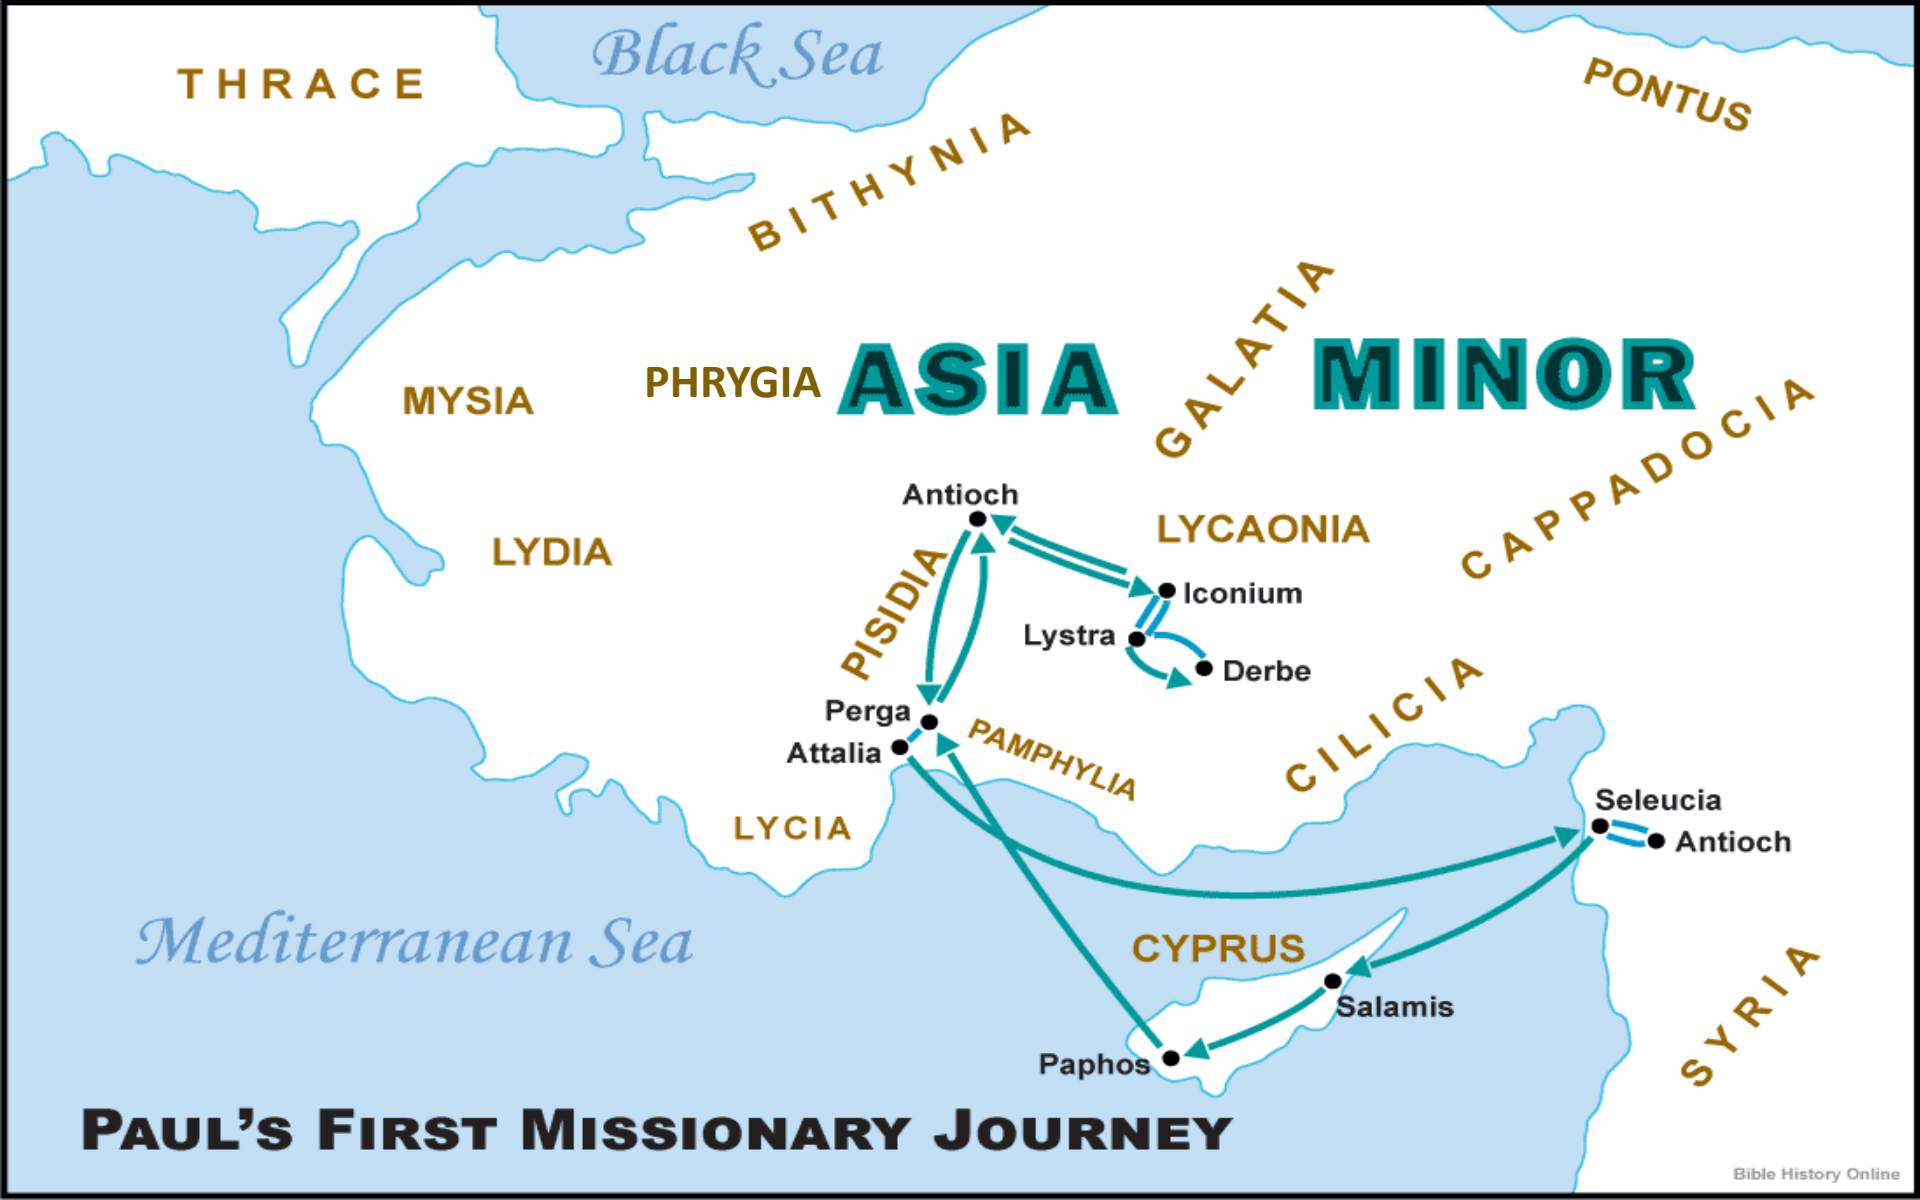 Black Sea
THRACE
PONTUS
BITHYNIA
GALATIA
ASIA MINOR
PHRYGIA
MYSIA
CAPPADOCIA
Antioch
LYCAONIA
LYDIA
PISIDIA
Iconium
Lystra
Derbe
CILICIA
Perga
PAMPHYLIA
Attalia
Seleucia
LYCIA
Antioch
Mediterranean Sea
CYPRUS
SYRIA
Salamis
Paphos
PAUL'S FIRST MISSIONARY JOURNEY
Bible History Online